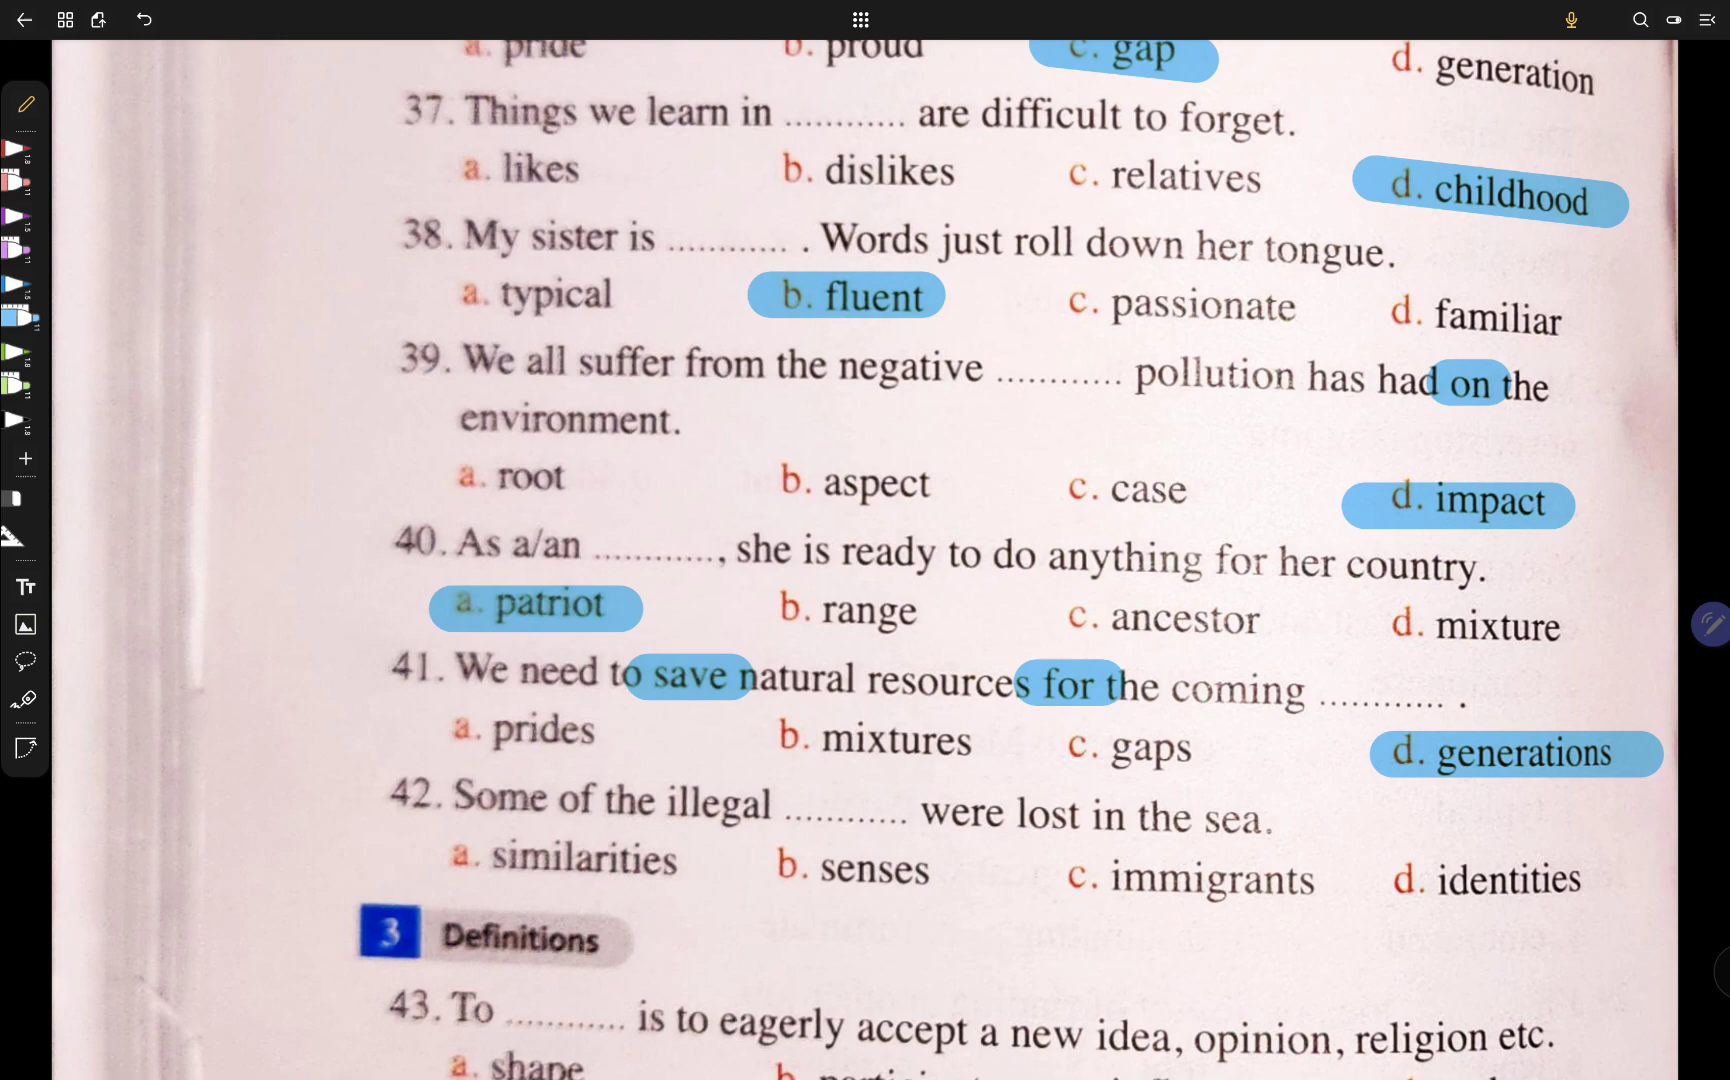 a. pride b. proud c. gap d. generation
37. Things we learn in ............ are difficult to forget.
a. likes b. dislikes c. relatives d. childhood
38. My sister is ............ . Words just roll down her tongue.
a. typical b. fluent c. passionate d. familiar
39. We all suffer from the negative ............ pollution has had on the
environment.
a. root b. aspect c. case d. impact
40. As a/an ............, she is ready to do anything for her country.
a. patriot b. range c. ancestor d. mixture
41. We need to save natural resources for the coming ............ .
a. prides b. mixtures c. gaps d. generations
42. Some of the illegal ............ were lost in the sea.
a. similarities b. senses c. immigrants d. identities
3 Definitions
43. To ............ is to eagerly accept a new idea, opinion, religion etc.
a. shape b.